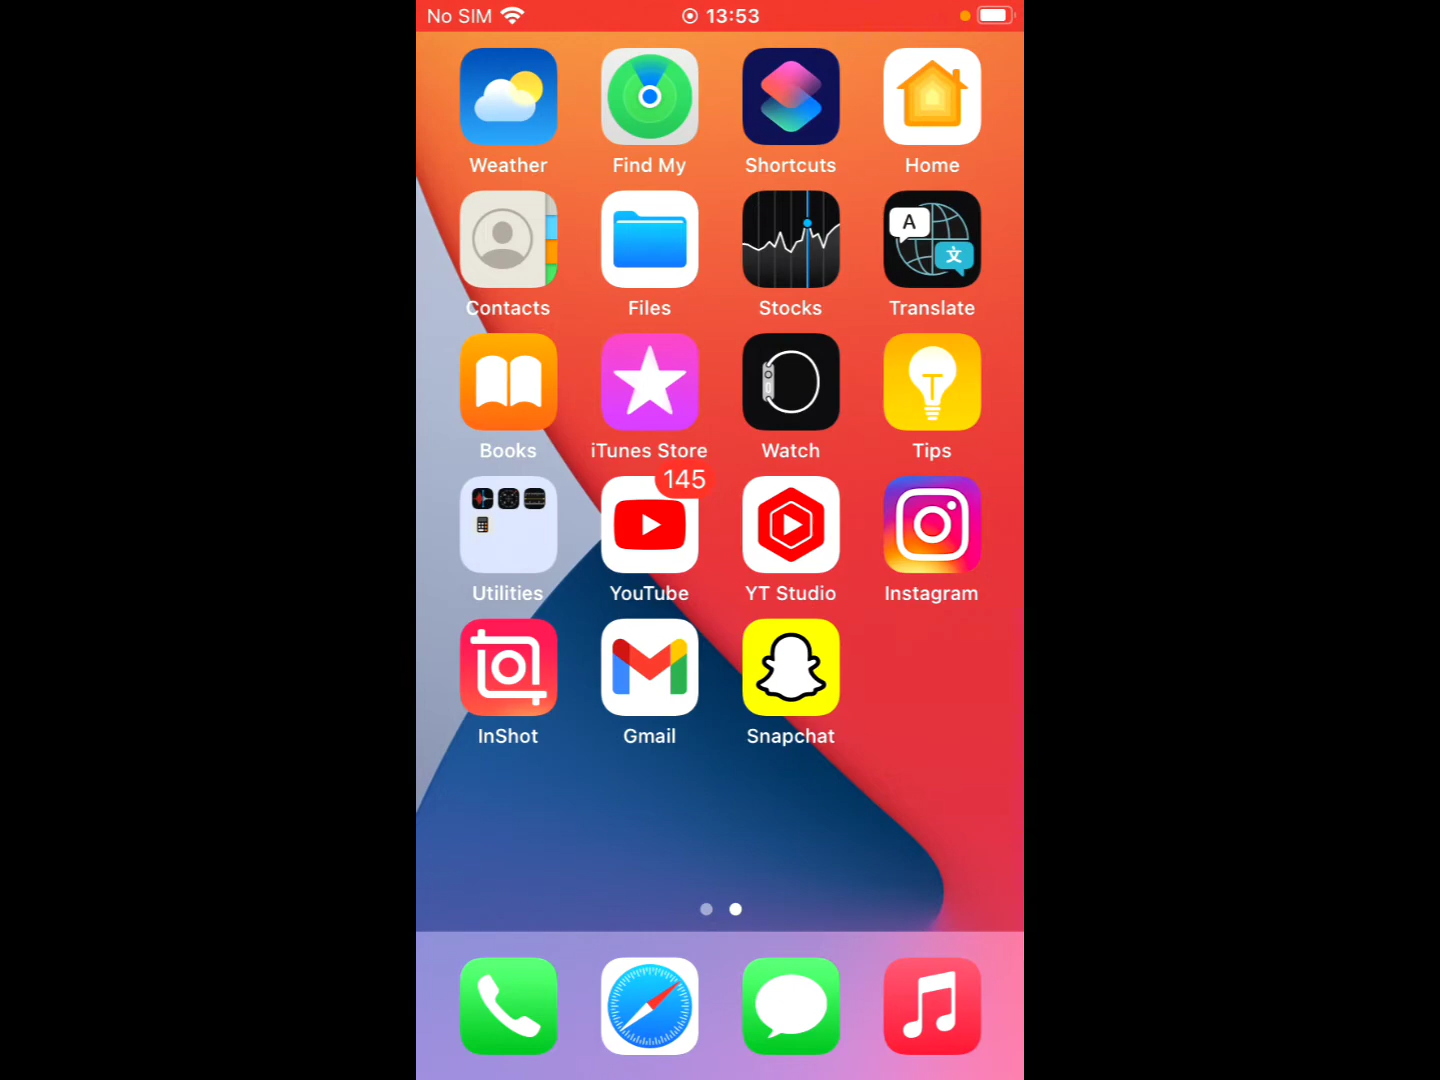 No SIM 13:53
Weather Find My Shortcuts Home
A 文
Contacts Files Stocks Translate
Books iTunes Store Watch Tips
145
Utilities YouTube YT Studio Instagram
InShot Gmail Snapchat